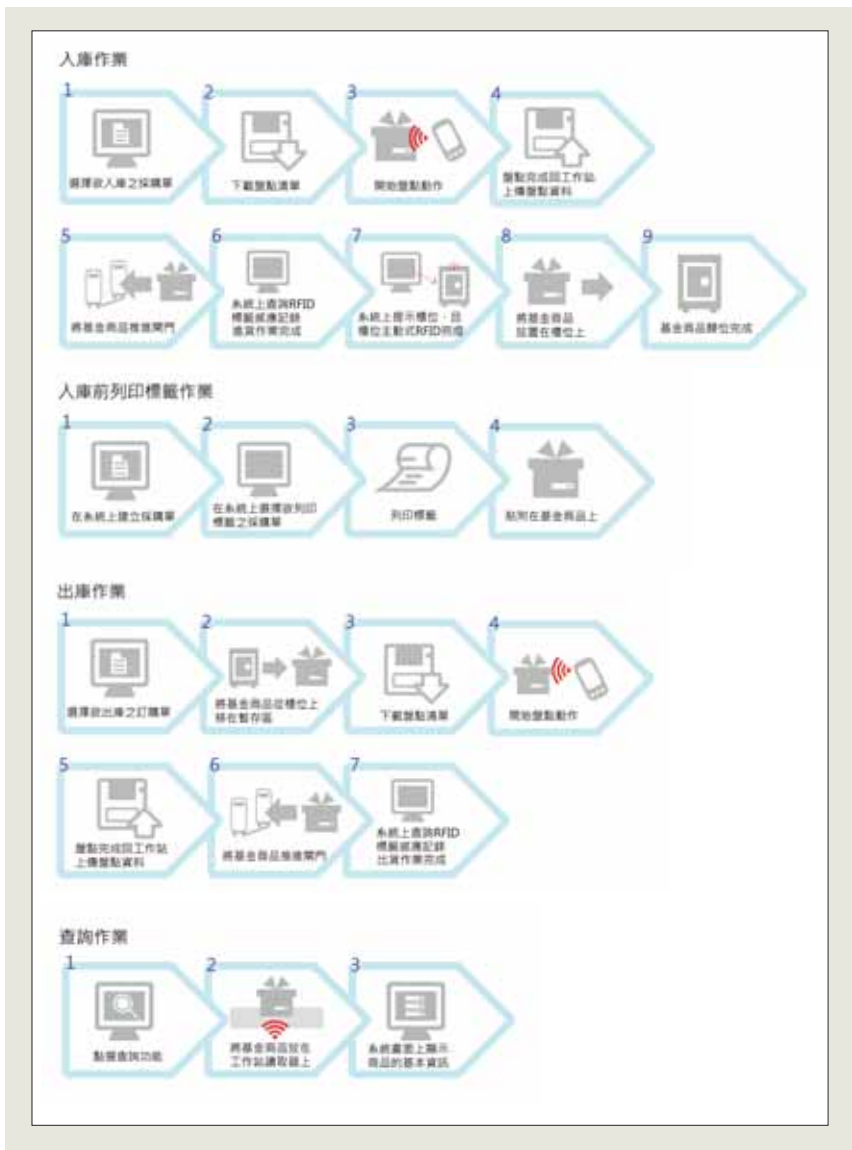 入庫作業
1
選擇欲入庫之採購單
2
下載盤點清單
3
開始盤點動作
4
盤點完成回工作站
上傳盤點資料
5
將基金商品推進閘門
6
系統上查詢RFID
標籤感應記錄
進貨作業完成
7
系統上提示櫃位,且
櫃位主動式RFID亮燈
8
將基金商品
放置在櫃位上
9
基金商品歸位完成
入庫前列印標籤作業
1
在系統上建立採購單
2
在系統上選擇欲列印
標籤之採購單
3
列印標籤
4
貼附在基金商品上
出庫作業
1
選擇欲出庫之訂購單
2
將基金商品從櫃位上
移在暫存區
3
下載盤點清單
4
開始盤點動作
5
盤點完成回工作站
上傳盤點資料
6
將基金商品推進閘門
7
系統上查詢RFID
標籤感應記錄
出貨作業完成
查詢作業
1
點選查詢功能
2
將基金商品放在
工作站讀取器上
3
系統畫面上顯示
商品的基本資訊